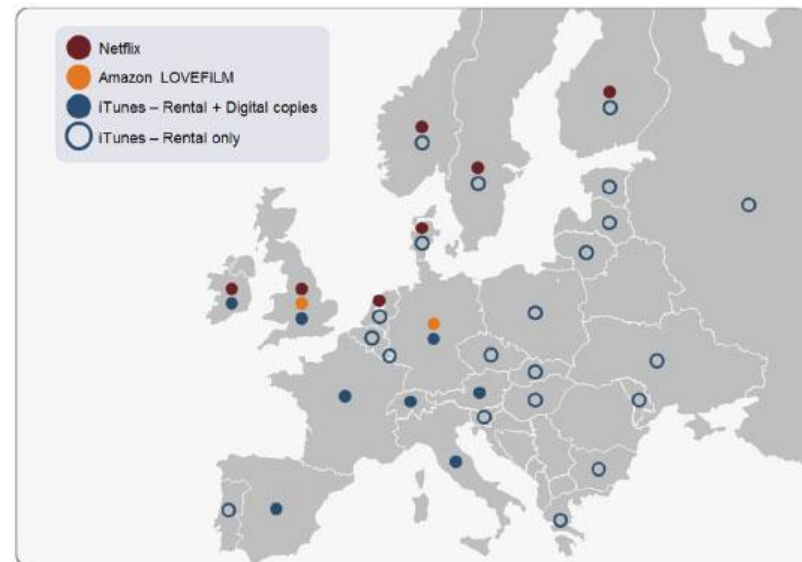 Netflix
Amazon LOVEFiLM
iTunes – Rental + Digital copies
iTunes – Rental only